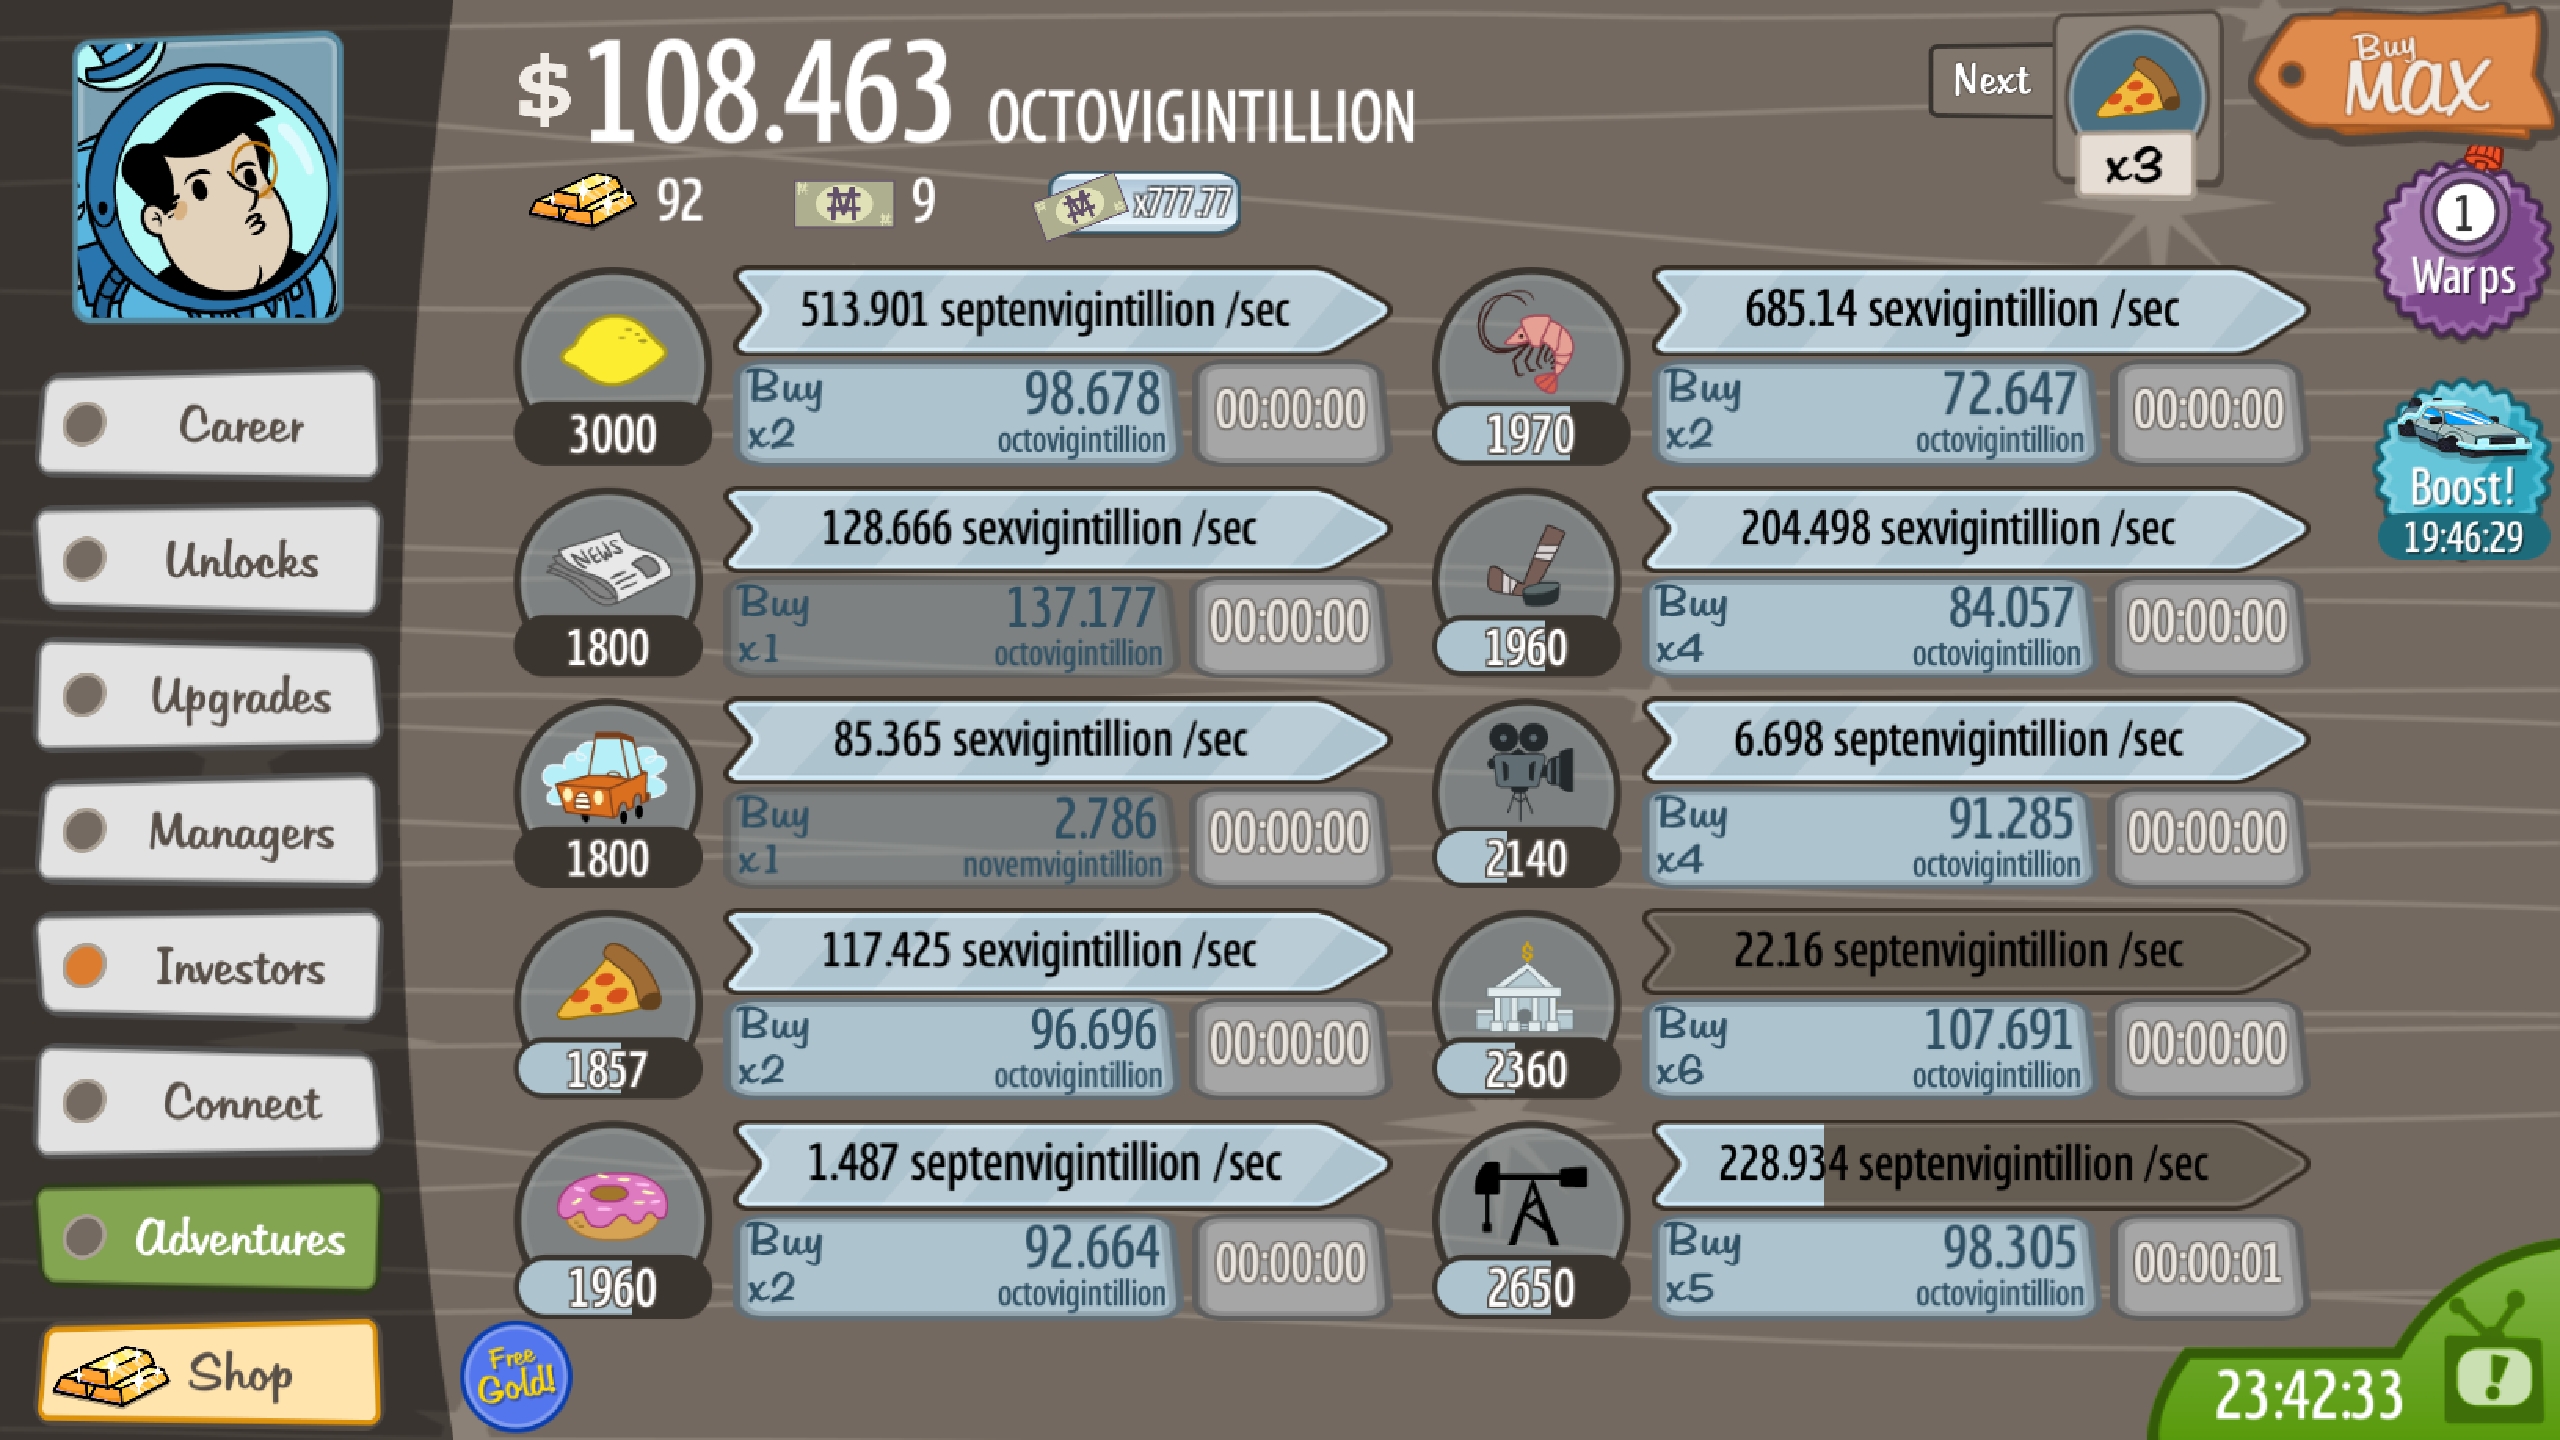 $108.463 OCTOVIGINTILLION
Next
x3
Buy
MAX
92
9
x777.77
1
Warps
Boost!
19:46:29
Career
Unlocks
Upgrades
Managers
Investors
Connect
Adventures
Shop
513.901 septenvigintillion /sec
3000
Buy
x2
98.678
octovigintillion
00:00:00
NEWS
128.666 sexvigintillion /sec
1800
Buy
x1
137.177
octovigintillion
00:00:00
85.365 sexvigintillion /sec
1800
Buy
x1
2.786
novemvigintillion
00:00:00
117.425 sexvigintillion /sec
1857
Buy
x2
96.696
octovigintillion
00:00:00
1.487 septenvigintillion /sec
1960
Buy
x2
92.664
octovigintillion
00:00:00
685.14 sexvigintillion /sec
1970
Buy
x2
72.647
octovigintillion
00:00:00
204.498 sexvigintillion /sec
1960
Buy
x4
84.057
octovigintillion
00:00:00
6.698 septenvigintillion /sec
2140
Buy
x4
91.285
octovigintillion
00:00:00
$
22.16 septenvigintillion /sec
2360
Buy
x6
107.691
octovigintillion
00:00:00
228.934 septenvigintillion /sec
2650
Buy
x5
98.305
octovigintillion
00:00:01
Free
Gold!
23:42:33
!